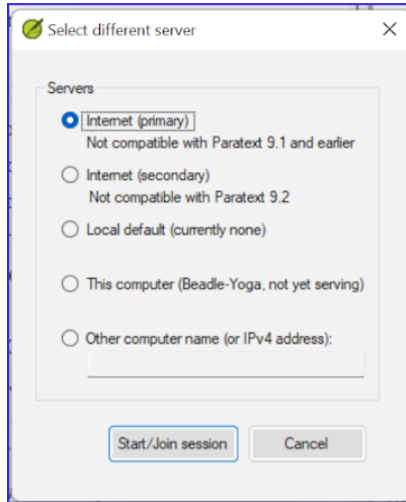 Select different server
Servers
Internet (primary)
Not compatible with Paratext 9.1 and earlier
Internet (secondary)
Not compatible with Paratext 9.2
Local default (currently none)
This computer (Beadle-Yoga, not yet serving)
Other computer name (or IPv4 address):
Start/Join session Cancel